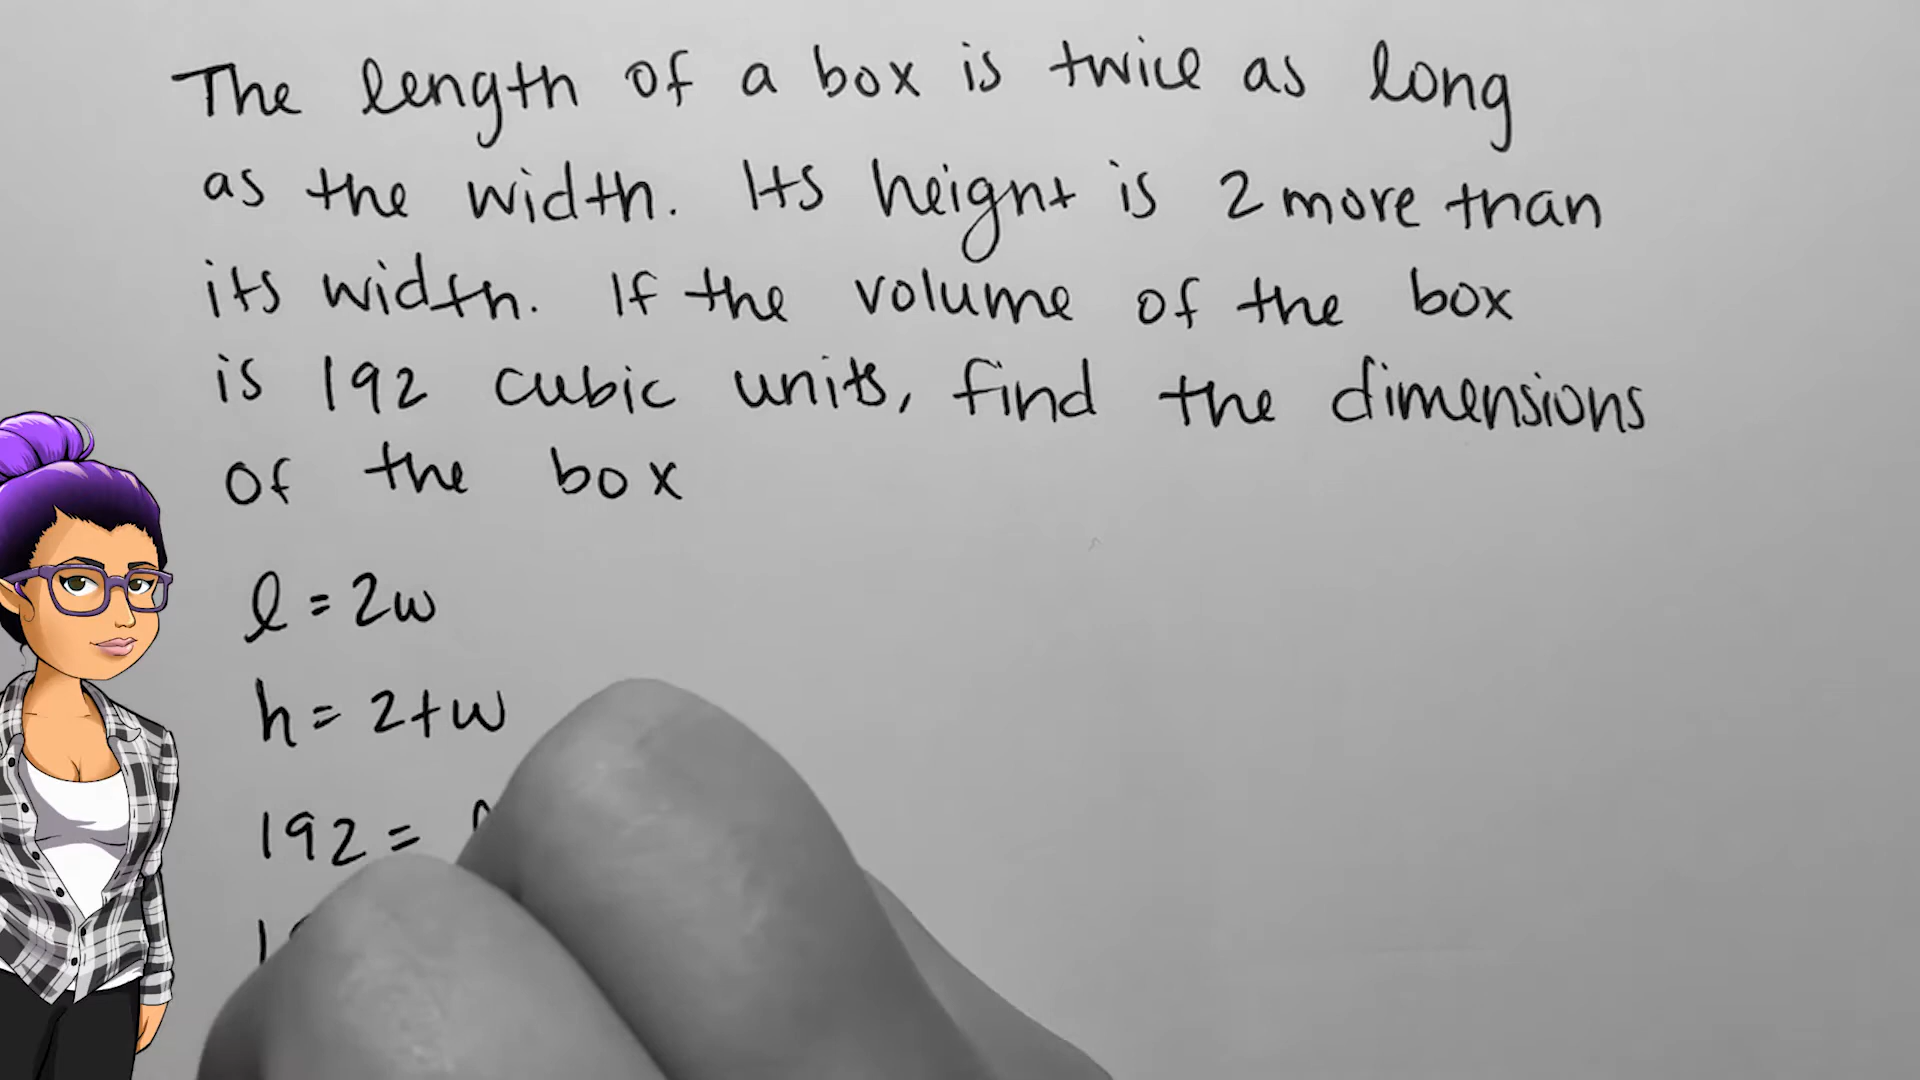 The length of a box is twice as long
as the width. Its height is 2 more than
its width. If the volume of the box
is 192 cubic units, find the dimensions
of the box
l = 2w
h = 2+w
192 =